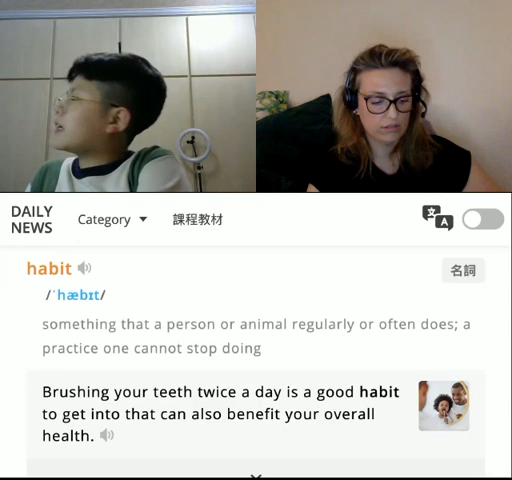 DAILY
NEWS
Category
課程教材
文
A
habit
名詞
/ˈhæbɪt/
something that a person or animal regularly or often does; a
practice one cannot stop doing
Brushing your teeth twice a day is a good habit
to get into that can also benefit your overall
health.